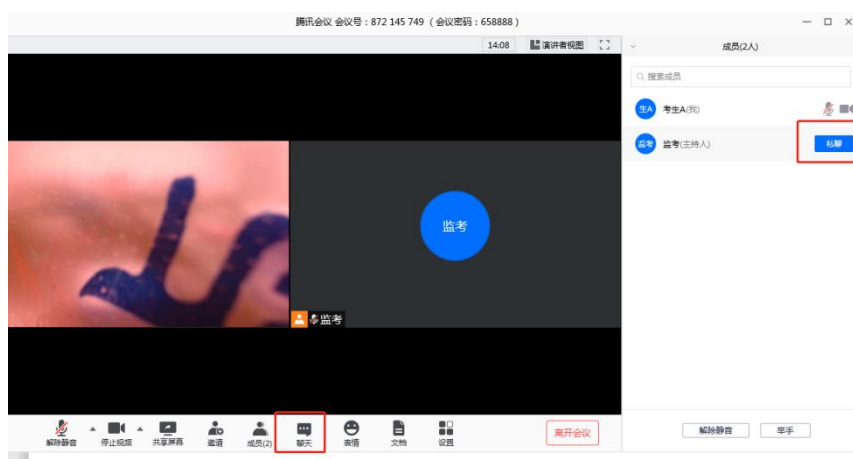 腾讯会议 会议号：872 145 749 （会议密码：658888）
14:08 演讲者视图
成员(2人)
搜索成员
生A 考生A(我)
监考 监考(主持人) 私聊
监考
监考
解除静音 停止视频 共享屏幕 邀请 成员(2) 聊天 表情 文档 设置 离开会议
解除静音 举手